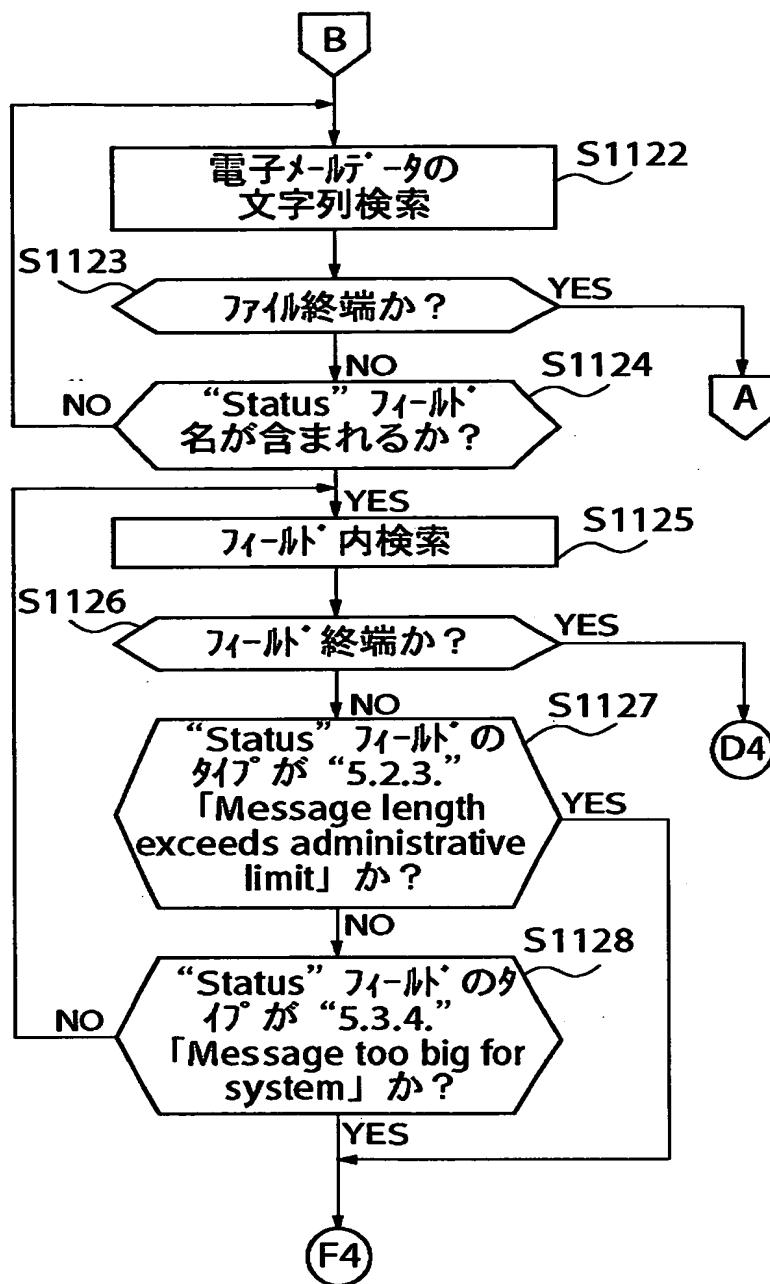 B
S1122
電子ﾒｰﾙﾃﾞｰﾀの
文字列検索
S1123
ﾌｧｲﾙ終端か？
YES
NO
S1124
NO
“Status” ﾌｨｰﾙﾄﾞ
名が含まれるか？
A
YES
S1125
ﾌｨｰﾙﾄﾞ内検索
S1126
ﾌｨｰﾙﾄﾞ終端か？
YES
NO
S1127
D4
“Status” ﾌｨｰﾙﾄﾞの
ﾀｲﾌﾟが “5.2.3.”
「Message length
exceeds administrative
limit」か？
YES
NO
S1128
“Status” ﾌｨｰﾙﾄﾞのﾀ
ｲﾌﾟが “5.3.4.”
「Message too big for
system」か？
NO
YES
F4